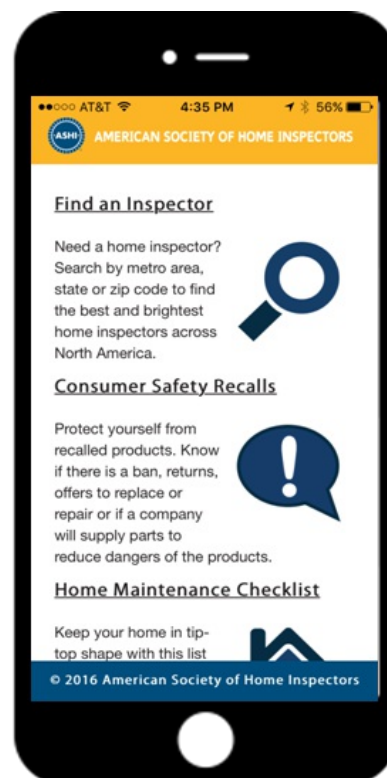 AT&T 4:35 PM 56%
ASHI AMERICAN SOCIETY OF HOME INSPECTORS
Find an Inspector
Need a home inspector?
Search by metro area,
state or zip code to find
the best and brightest
home inspectors across
North America.
Consumer Safety Recalls
Protect yourself from
recalled products. Know
if there is a ban, returns,
offers to replace or
repair or if a company
will supply parts to
reduce dangers of the products.
Home Maintenance Checklist
Keep your home in tip-
top shape with this list
© 2016 American Society of Home Inspectors